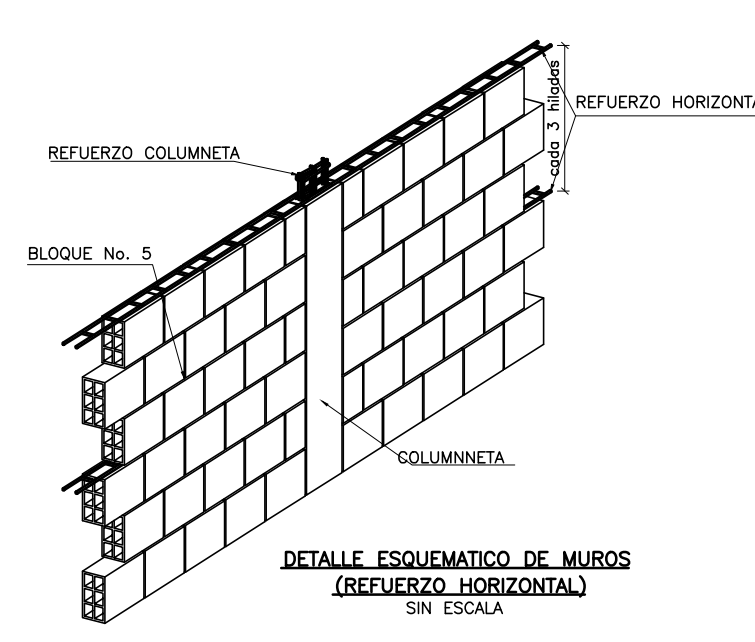 cada 3 hiladas
REFUERZO HORIZONTA
REFUERZO COLUMNETA
BLOQUE No. 5
COLUMNNETA
DETALLE ESQUEMATICO DE MUROS
(REFUERZO HORIZONTAL)
SIN ESCALA